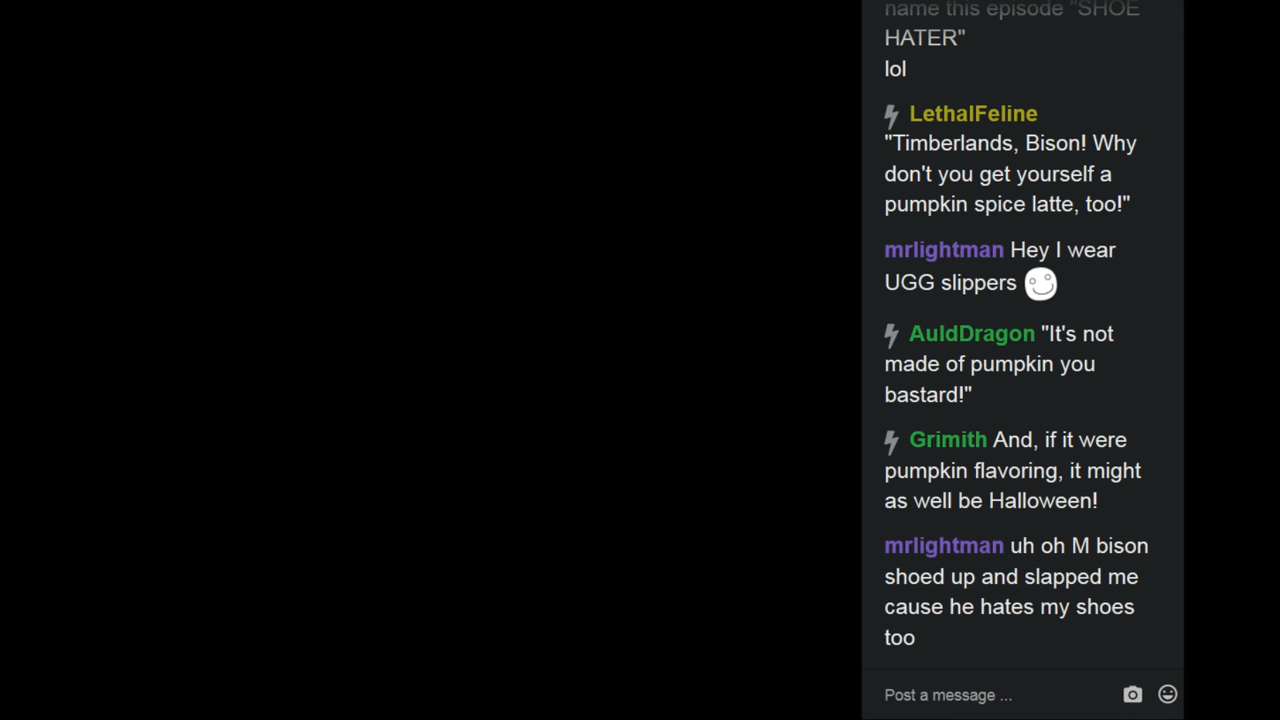 name this episode "SHOE
HATER"
lol
LethalFeline
"Timberlands, Bison! Why
don't you get yourself a
pumpkin spice latte, too!"
mrlightman Hey I wear
UGG slippers
AuldDragon "It's not
made of pumpkin you
bastard!"
Grimith And, if it were
pumpkin flavoring, it might
as well be Halloween!
mrlightman uh oh M bison
shoed up and slapped me
cause he hates my shoes
too
Post a message ...